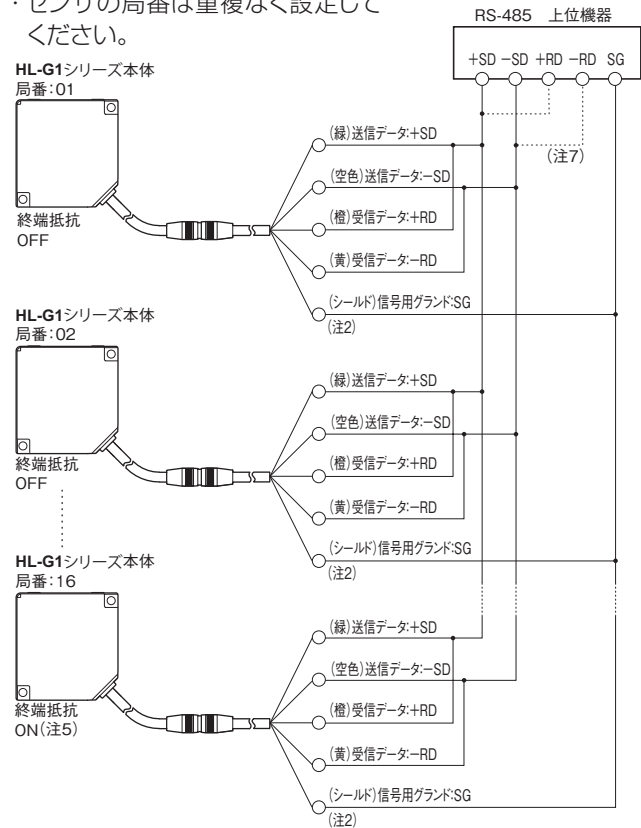 ・センサの局番は重複なく設定して
ください。
RS-485 上位機器
+SD −SD +RD −RD SG
(注7)
HL-G1シリーズ本体
局番：01
終端抵抗
OFF
(緑)送信データ:+SD
(空色)送信データ:−SD
(橙)受信データ:+RD
(黄)受信データ:−RD
(シールド)信号用グランド:SG
(注2)
HL-G1シリーズ本体
局番：02
終端抵抗
OFF
(緑)送信データ:+SD
(空色)送信データ:−SD
(橙)受信データ:+RD
(黄)受信データ:−RD
(シールド)信号用グランド:SG
(注2)
HL-G1シリーズ本体
局番：16
終端抵抗
ON(注5)
(緑)送信データ:+SD
(空色)送信データ:−SD
(橙)受信データ:+RD
(黄)受信データ:−RD
(シールド)信号用グランド:SG
(注2)